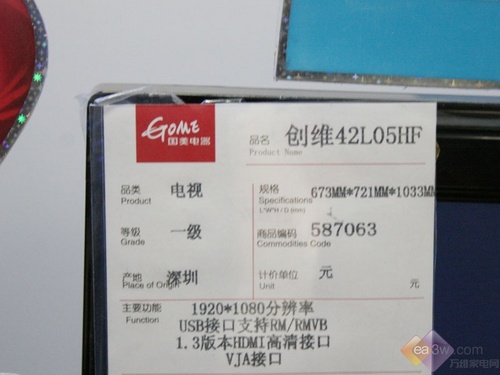 GOME
国美电器
品名 创维42L05HF
Product Name
品类 电视
Product
规格 673MM*721MM*1033MM
Specifications
L*W*H / D (mm)
等级 一级
Grade
商品编码 587063
Commodities Code
产地 深圳
Place of Origin
计价单位 元 元
Unit
主要功能 1920*1080分辨率
Function
USB接口支持RM/RMVB
1.3版本HDMI高清接口
VJA接口
ea3w.com
万维家电网